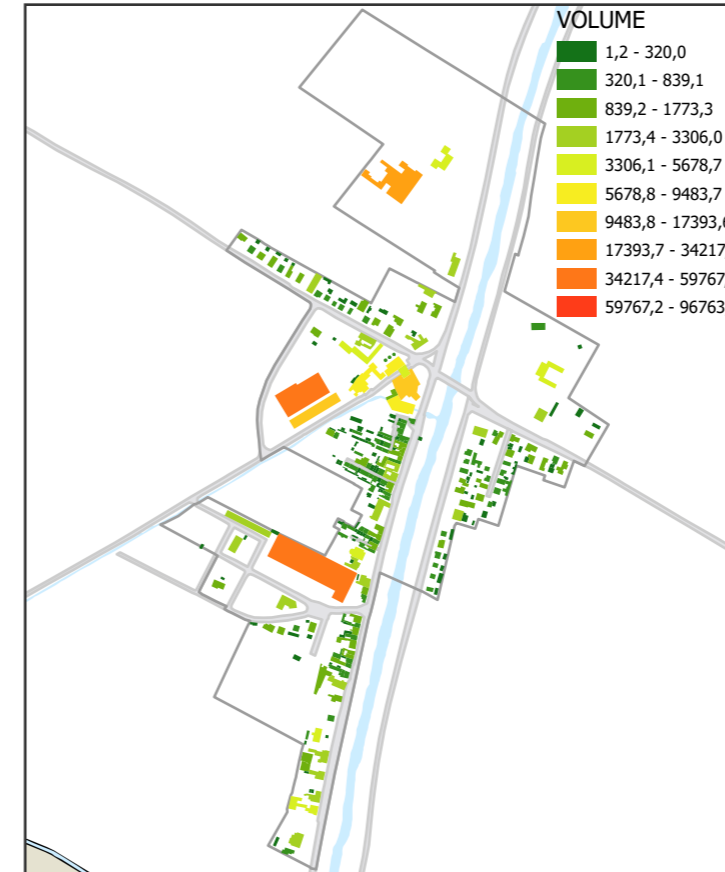 VOLUME
1,2 - 320,0
320,1 - 839,1
839,2 - 1773,3
1773,4 - 3306,0
3306,1 - 5678,7
5678,8 - 9483,7
9483,8 - 17393,6
17393,7 - 34217,
34217,4 - 59767,
59767,2 - 96763